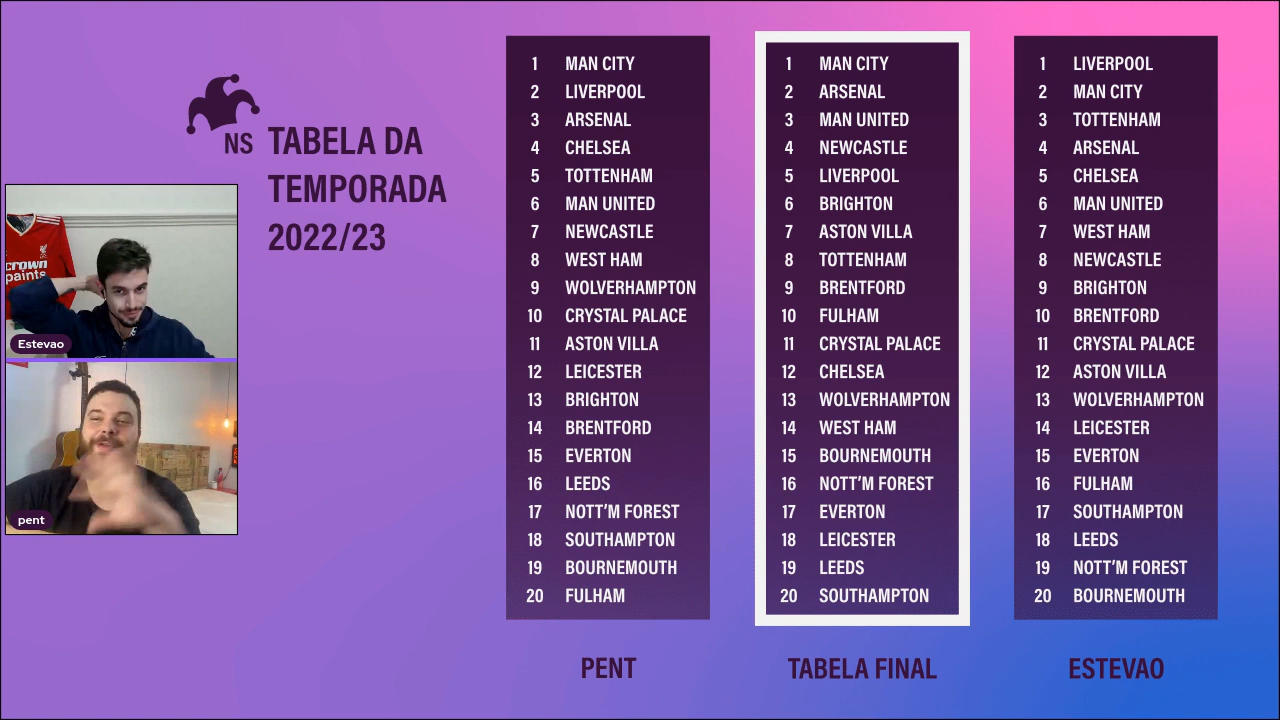 NS
TABELA DA
TEMPORADA
2022/23
crown
paints
Estevao
pent
1 MAN CITY
2 LIVERPOOL
3 ARSENAL
4 CHELSEA
5 TOTTENHAM
6 MAN UNITED
7 NEWCASTLE
8 WEST HAM
9 WOLVERHAMPTON
10 CRYSTAL PALACE
11 ASTON VILLA
12 LEICESTER
13 BRIGHTON
14 BRENTFORD
15 EVERTON
16 LEEDS
17 NOTT'M FOREST
18 SOUTHAMPTON
19 BOURNEMOUTH
20 FULHAM
PENT
1 MAN CITY
2 ARSENAL
3 MAN UNITED
4 NEWCASTLE
5 LIVERPOOL
6 BRIGHTON
7 ASTON VILLA
8 TOTTENHAM
9 BRENTFORD
10 FULHAM
11 CRYSTAL PALACE
12 CHELSEA
13 WOLVERHAMPTON
14 WEST HAM
15 BOURNEMOUTH
16 NOTT'M FOREST
17 EVERTON
18 LEICESTER
19 LEEDS
20 SOUTHAMPTON
TABELA FINAL
1 LIVERPOOL
2 MAN CITY
3 TOTTENHAM
4 ARSENAL
5 CHELSEA
6 MAN UNITED
7 WEST HAM
8 NEWCASTLE
9 BRIGHTON
10 BRENTFORD
11 CRYSTAL PALACE
12 ASTON VILLA
13 WOLVERHAMPTON
14 LEICESTER
15 EVERTON
16 FULHAM
17 SOUTHAMPTON
18 LEEDS
19 NOTT'M FOREST
20 BOURNEMOUTH
ESTEVAO